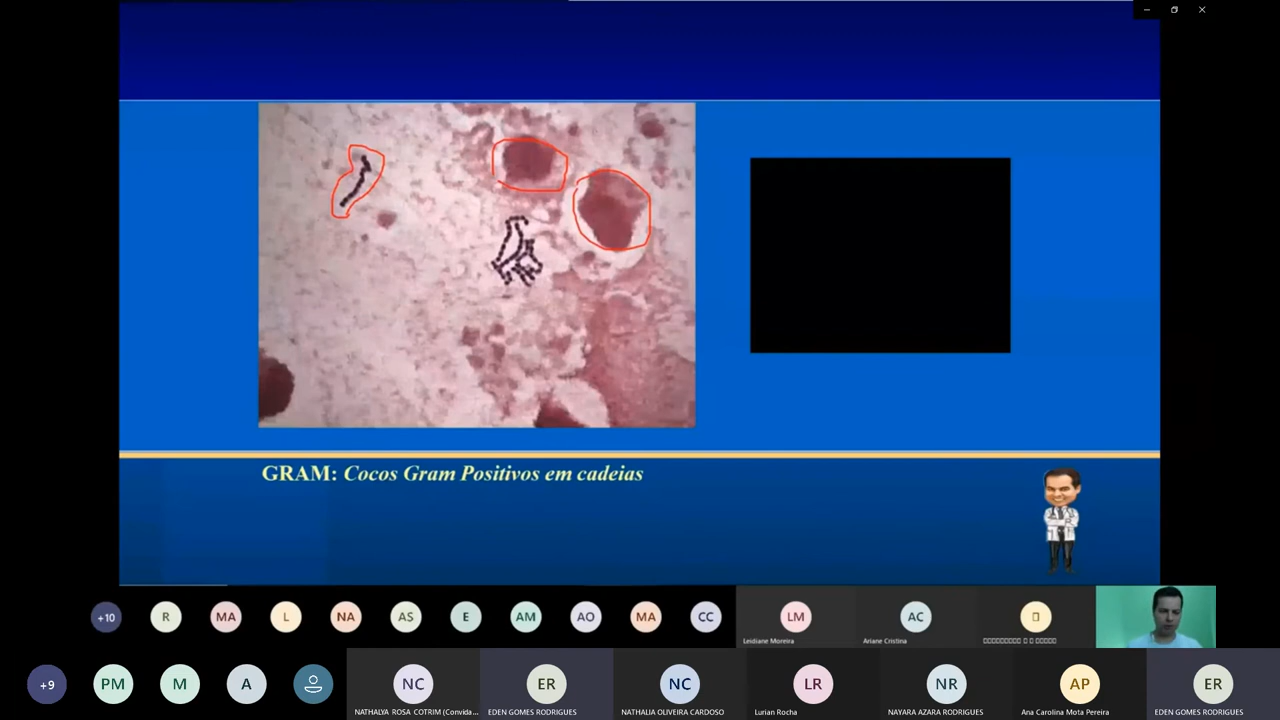 GRAM: Cocos Gram Positivos em cadeias
+10
R
MA
L
NA
AS
E
AM
AO
MA
CC
LM
AC
Leidiane Moreira
Ariane Cristina
+9
PM
M
A
NC
ER
NC
LR
NR
AP
ER
NATHALYA ROSA COTRIM (Convida...
EDEN GOMES RODRIGUES
NATHALIA OLIVEIRA CARDOSO
Lurian Rocha
NAYARA AZARA RODRIGUES
Ana Carolina Mota Pereira
EDEN GOMES RODRIGUES